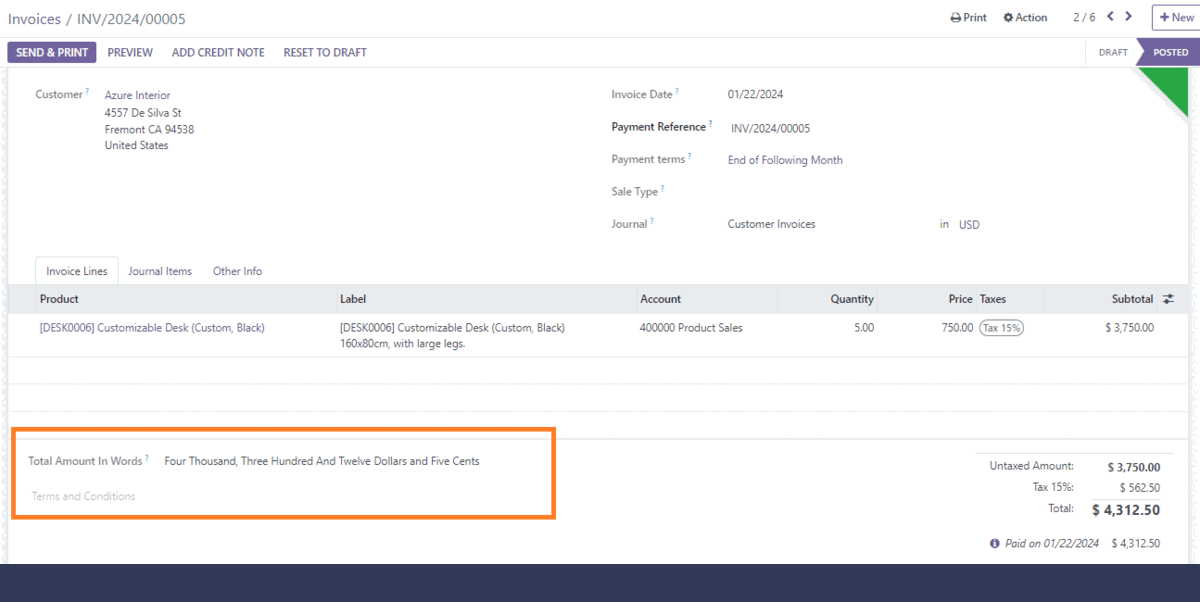 Invoices / INV/2024/00005
Print Action 2 / 6 New
SEND & PRINT PREVIEW ADD CREDIT NOTE RESET TO DRAFT DRAFT POSTED
Customer ? Azure Interior
4557 De Silva St
Fremont CA 94538
United States
Invoice Date ? 01/22/2024
Payment Reference ? INV/2024/00005
Payment terms ? End of Following Month
Sale Type ?
Journal ? Customer Invoices in USD
Invoice Lines Journal Items Other Info
Product Label Account Quantity Price Taxes Subtotal
[DESK0006] Customizable Desk (Custom, Black) [DESK0006] Customizable Desk (Custom, Black) 400000 Product Sales 5.00 750.00 Tax 15% $ 3,750.00
160x80cm, with large legs.
Total Amount In Words ? Four Thousand, Three Hundred And Twelve Dollars and Five Cents
Terms and Conditions
Untaxed Amount: $ 3,750.00
Tax 15%: $ 562.50
Total: $ 4,312.50
Paid on 01/22/2024 $ 4,312.50